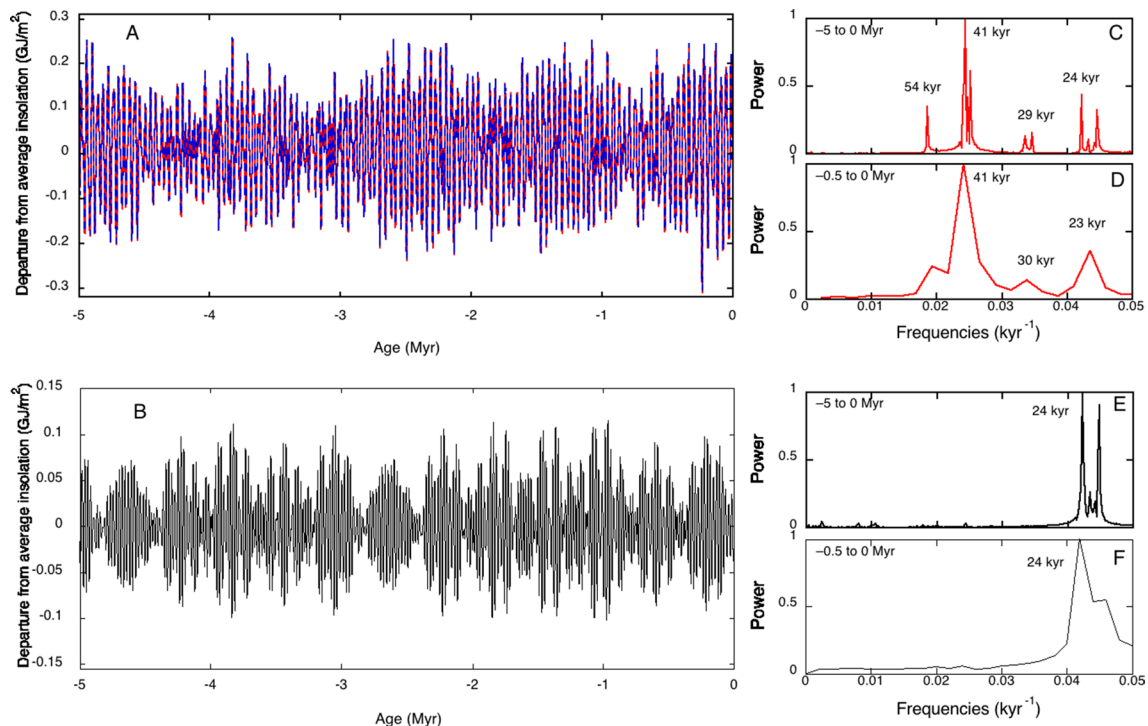 A
Departure from average insolation (GJ/m²)
0.3
0.2
0.1
0
-0.1
-0.2
-0.3
-5
-4
-3
-2
-1
0
Age (Myr)
C
–5 to 0 Myr
Power
1
0.5
54 kyr
41 kyr
29 kyr
24 kyr
D
–0.5 to 0 Myr
Power
1
0.5
1
41 kyr
30 kyr
23 kyr
0
0.01
0.02
0.03
0.04
0.05
Frequencies (kyr⁻¹)
B
Departure from average insolation (GJ/m²)
0.15
0.1
0.05
0
-0.05
-0.1
-0.15
-5
-4
-3
-2
-1
0
Age (Myr)
E
–5 to 0 Myr
Power
1
0.5
24 kyr
F
–0.5 to 0 Myr
Power
1
0.5
0
24 kyr
0
0.01
0.02
0.03
0.04
0.05
Frequencies (kyr⁻¹)